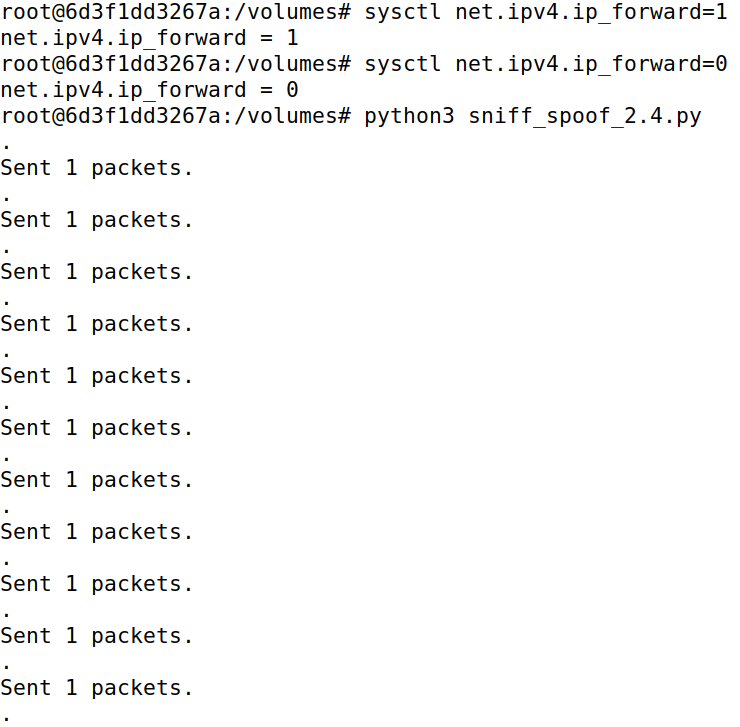 root@6d3f1dd3267a:/volumes# sysctl net.ipv4.ip_forward=1
net.ipv4.ip_forward = 1
root@6d3f1dd3267a:/volumes# sysctl net.ipv4.ip_forward=0
net.ipv4.ip_forward = 0
root@6d3f1dd3267a:/volumes# python3 sniff_spoof_2.4.py
.
Sent 1 packets.
.
Sent 1 packets.
.
Sent 1 packets.
.
Sent 1 packets.
.
Sent 1 packets.
.
Sent 1 packets.
.
Sent 1 packets.
.
Sent 1 packets.
.
Sent 1 packets.
.
Sent 1 packets.
.
Sent 1 packets.
.